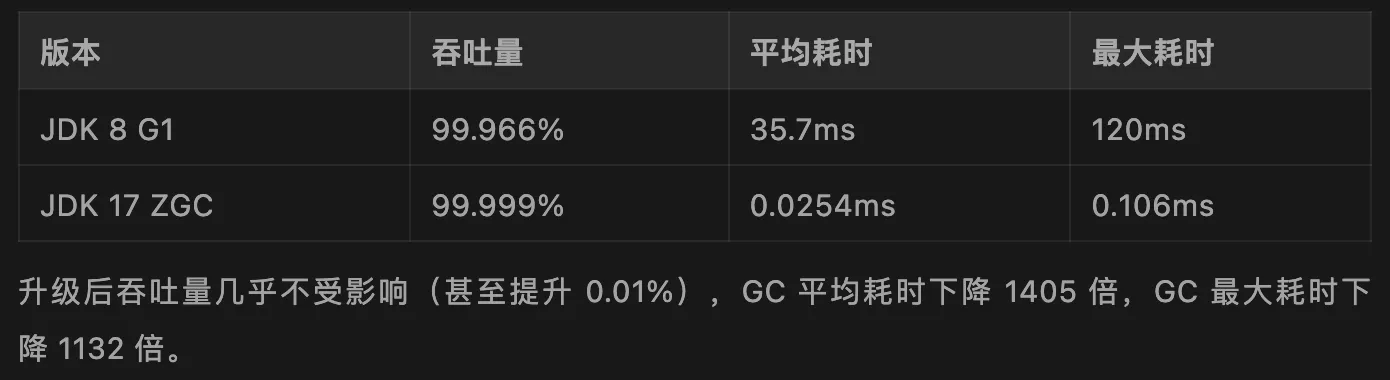 版本 吞吐量 平均耗时 最大耗时
JDK 8 G1 99.966% 35.7ms 120ms
JDK 17 ZGC 99.999% 0.0254ms 0.106ms
升级后吞吐量几乎不受影响（甚至提升 0.01%），GC 平均耗时下降 1405 倍，GC 最大耗时下
降 1132 倍。